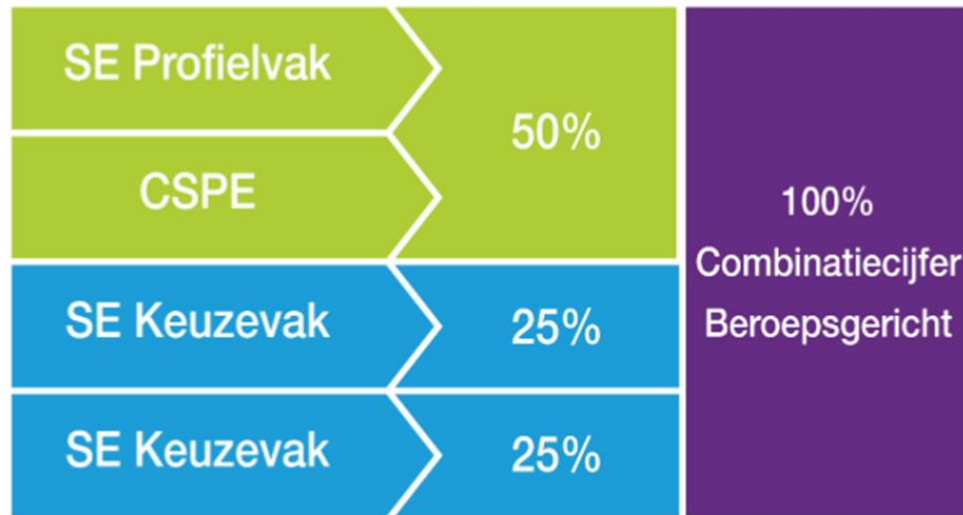 SE Profielvak
50%
CSPE
SE Keuzevak
25%
SE Keuzevak
25%
100%
Combinatiecijfer
Beroepsgericht